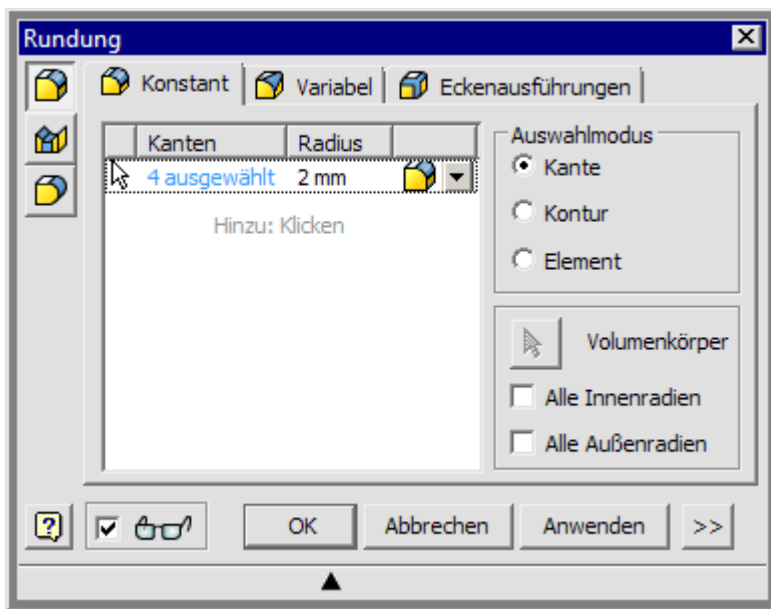 Rundung
Konstant Variabel Eckenausführungen
Kanten Radius
4 ausgewählt 2 mm
Hinzu: Klicken
Auswahlmodus
Kante
Kontur
Element
Volumenkörper
Alle Innenradien
Alle Außenradien
OK Abbrechen Anwenden >>